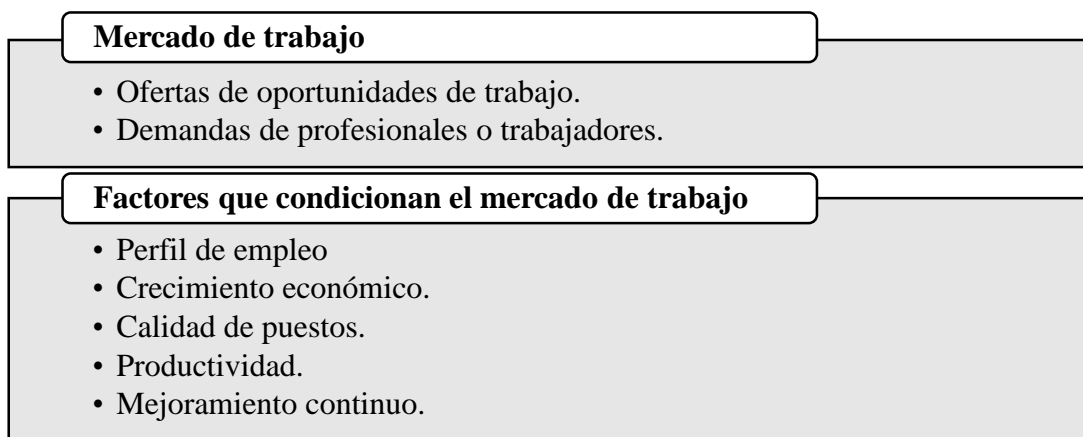 Mercado de trabajo
• Ofertas de oportunidades de trabajo.
• Demandas de profesionales o trabajadores.
Factores que condicionan el mercado de trabajo
• Perfil de empleo
• Crecimiento económico.
• Calidad de puestos.
• Productividad.
• Mejoramiento continuo.